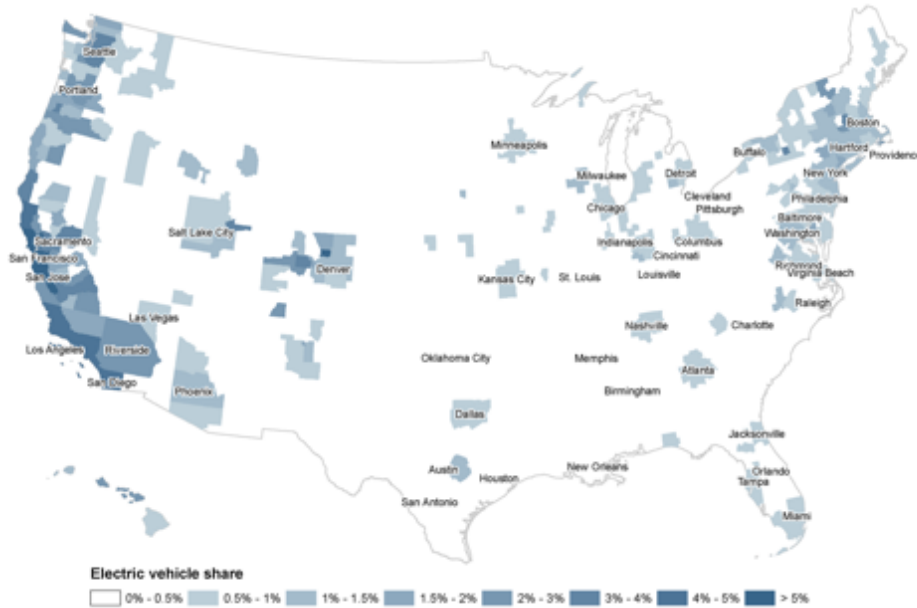 Seattle
Portland
Minneapolis
Boston
Buffalo
Hartford
Providence
Milwaukee
Detroit
New York
Cleveland
Chicago
Pittsburgh
Philadelphia
Salt Lake City
Sacramento
Baltimore
Indianapolis
Columbus
Washington
San Francisco
Cincinnati
Denver
Richmond
San Jose
Kansas City
St. Louis
Louisville
Virginia Beach
Las Vegas
Raleigh
Nashville
Charlotte
Los Angeles
Riverside
Oklahoma City
Memphis
Atlanta
San Diego
Phoenix
Birmingham
Dallas
Jacksonville
Austin
Houston
New Orleans
Orlando
Tampa
San Antonio
Miami
Electric vehicle share
0% - 0.5% 0.5% - 1% 1% - 1.5% 1.5% - 2% 2% - 3% 3% - 4% 4% - 5% > 5%